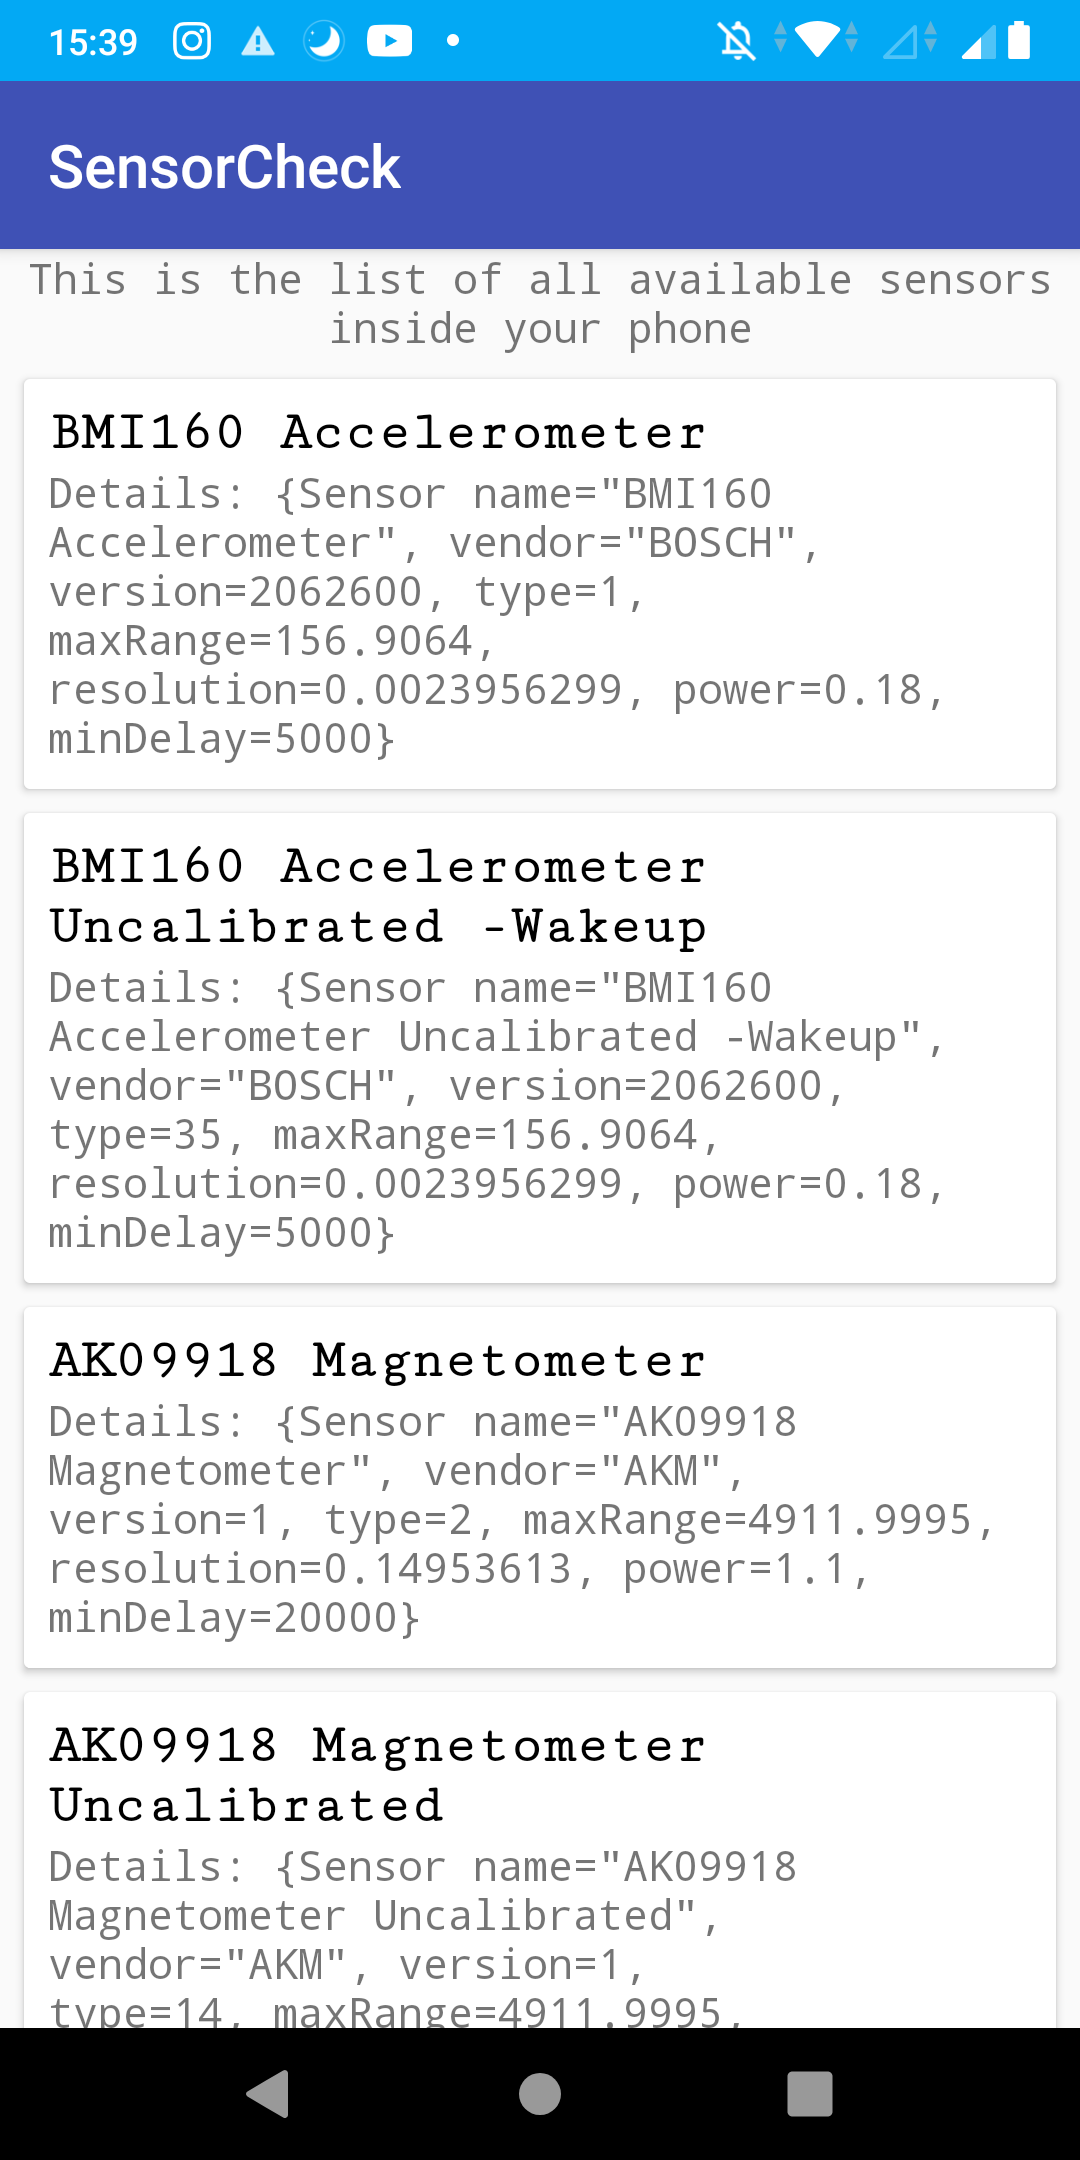 15:39
SensorCheck
This is the list of all available sensors
inside your phone
BMI160 Accelerometer
Details: {Sensor name="BMI160
Accelerometer", vendor="BOSCH",
version=2062600, type=1,
maxRange=156.9064,
resolution=0.0023956299, power=0.18,
minDelay=5000}
BMI160 Accelerometer
Uncalibrated -Wakeup
Details: {Sensor name="BMI160
Accelerometer Uncalibrated -Wakeup",
vendor="BOSCH", version=2062600,
type=35, maxRange=156.9064,
resolution=0.0023956299, power=0.18,
minDelay=5000}
AK09918 Magnetometer
Details: {Sensor name="AK09918
Magnetometer", vendor="AKM",
version=1, type=2, maxRange=4911.9995,
resolution=0.14953613, power=1.1,
minDelay=20000}
AK09918 Magnetometer
Uncalibrated
Details: {Sensor name="AK09918
Magnetometer Uncalibrated",
vendor="AKM", version=1,
type=14, maxRange=4911.9995,